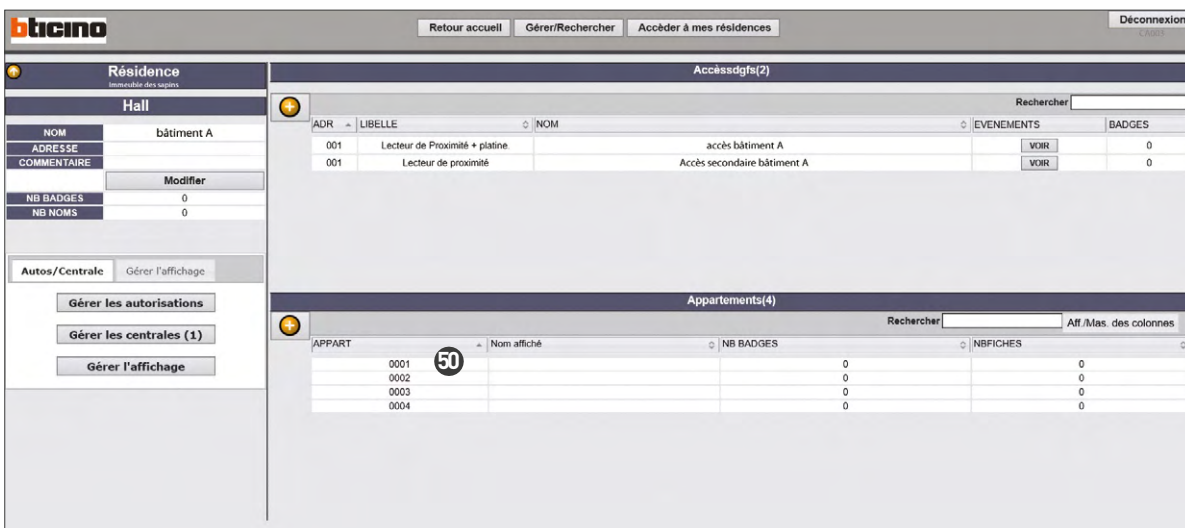 bticino
Retour accueil Gérer/Rechercher Accèder à mes résidences
Déconnexion
CA005
Résidence
Immeuble des sapins
Hall
NOM bâtiment A
ADRESSE
COMMENTAIRE
Modifier
NB BADGES 0
NB NOMS 0
Autos/Centrale Gérer l'affichage
Gérer les autorisations
Gérer les centrales (1)
Gérer l'affichage
Accèssdgfs(2)
Rechercher
ADR LIBELLE NOM EVENEMENTS BADGES
001 Lecteur de Proximité + platine. accès bâtiment A VOIR 0
001 Lecteur de proximité Accès secondaire bâtiment A VOIR 0
Appartements(4)
Rechercher Aff./Mas. des colonnes
APPART Nom affiché NB BADGES NBFICHES
0001 50 0 0
0002 0 0
0003 0 0
0004 0 0